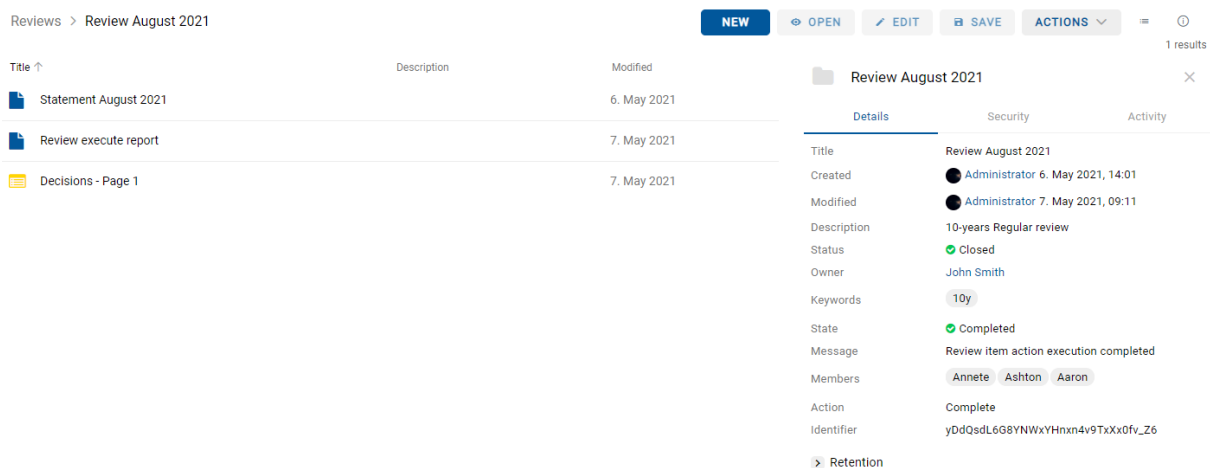 Reviews > Review August 2021
NEW OPEN EDIT SAVE ACTIONS
1 results
Title ↑ Description Modified
Statement August 2021 6. May 2021
Review execute report 7. May 2021
Decisions - Page 1 7. May 2021
Review August 2021
Details Security Activity
Title Review August 2021
Created Administrator 6. May 2021, 14:01
Modified Administrator 7. May 2021, 09:11
Description 10-years Regular review
Status Closed
Owner John Smith
Keywords 10y
State Completed
Message Review item action execution completed
Members Annete Ashton Aaron
Action Complete
Identifier yDdQsdL6G8YNWxYHnxn4v9TxXx0fv_Z6
> Retention